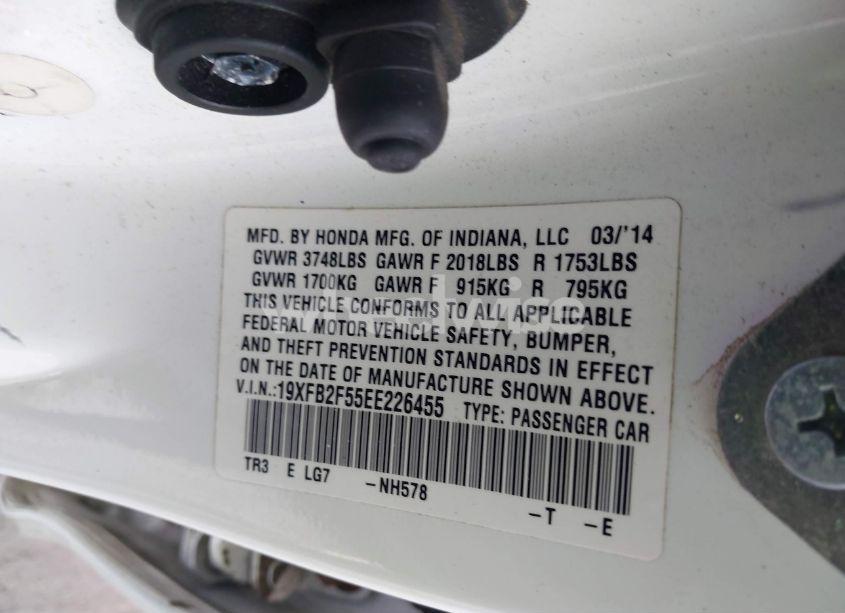 MFD. BY HONDA MFG. OF INDIANA, LLC 03/'14
GVWR 3748LBS GAWR F 2018LBS R 1753LBS
GVWR 1700KG GAWR F 915KG R 795KG
THIS VEHICLE CONFORMS TO ALL APPLICABLE
FEDERAL MOTOR VEHICLE SAFETY, BUMPER,
AND THEFT PREVENTION STANDARDS IN EFFECT
ON THE DATE OF MANUFACTURE SHOWN ABOVE.
V.I.N.:19XFB2F55EE226455 TYPE: PASSENGER CAR
TR3 E LG7 -NH578
-T -E